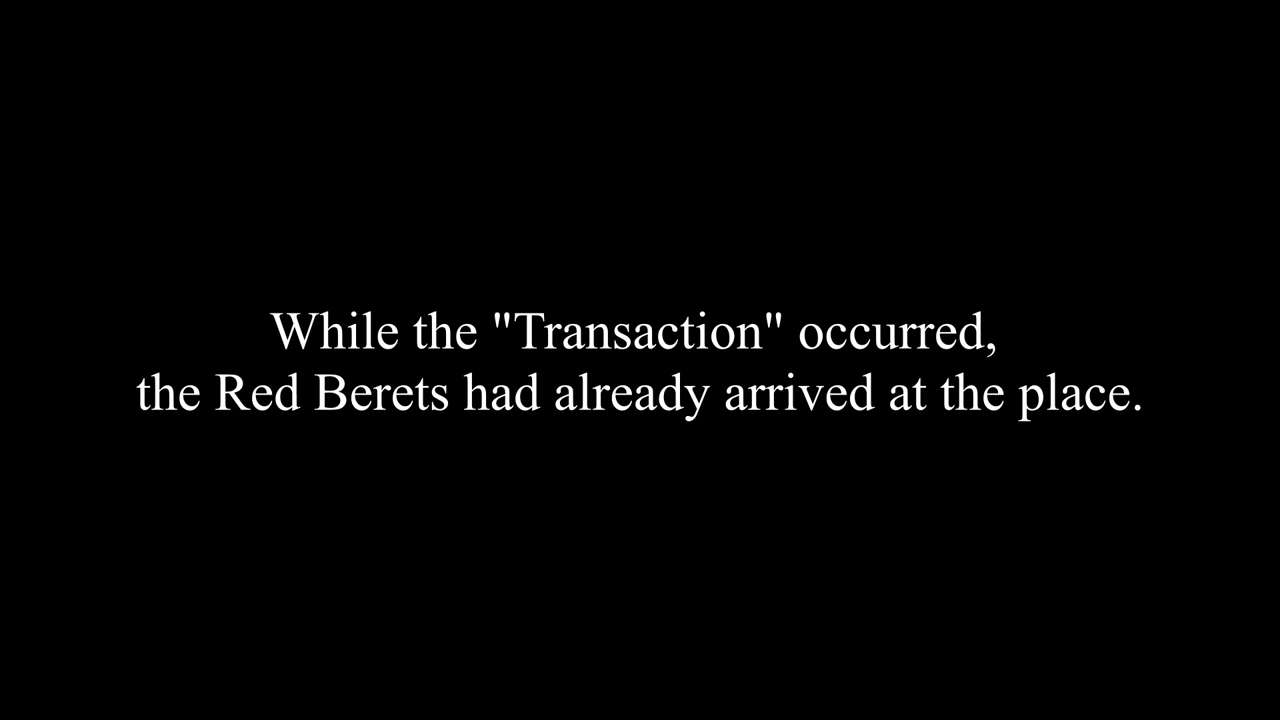 While the "Transaction" occurred,
the Red Berets had already arrived at the place.